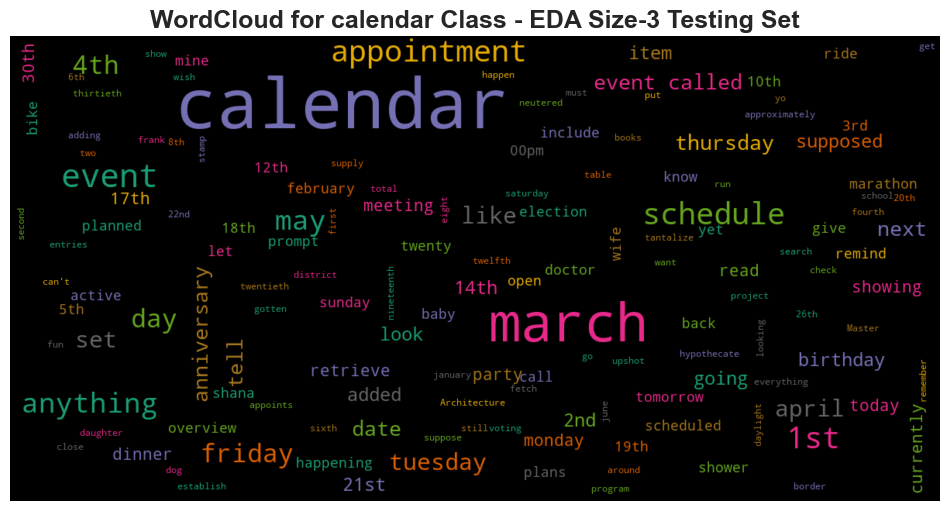 WordCloud for calendar Class - EDA Size-3 Testing Set
30th
4th
show
mine
appointment
item
ride
get
6th
wish
thirtieth
calendar
happen
event called
10th
neutered
must
put
yo
bike
adding
frank
8th
stamp
include
books
approximately
3rd
two
00pm
thursday
supposed
event
12th
supply
table
know
run
marathon
february
total
saturday
school
20th
17th
meeting
eight
like
election
schedule
fourth
second
planned
22nd
18th
may
first
prompt
wife
yet
give
next
entries
let
twenty
tantalize
remind
can't
district
twelfth
doctor
want
read
search
check
active
anniversary
twentieth
nineteenth
14th
open
showing
5th
gotten
sunday
baby
project
26th
day
look
march
back
looking
Master
fun
set
tell
go
upshot
hypothecate
birthday
retrieve
january
party
call
going
everything
remember
anything
shana
added
fetch
tomorrow
appoints
Architecture
june
april
today
daughter
overview
sixth
date
still
voting
2nd
scheduled
daylight
1st
currently
close
suppose
monday
19th
dinner
friday
happening
tuesday
shower
dog
plans
around
establish
21st
program
border